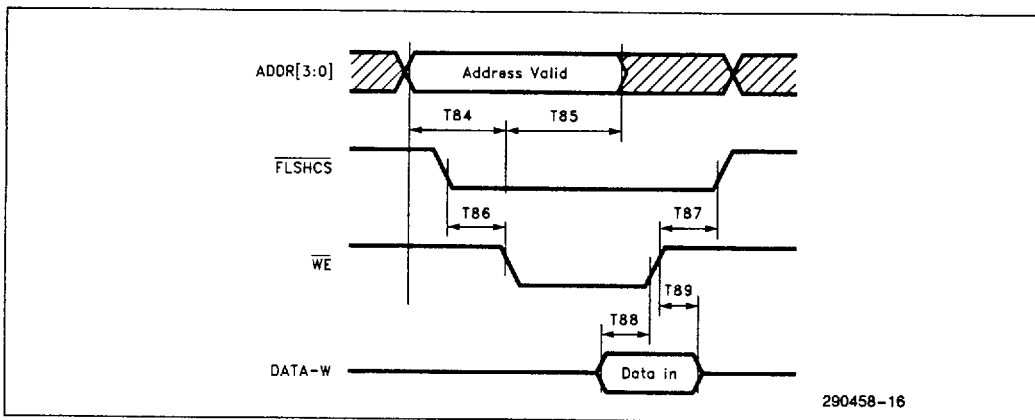 ADDR[3:0]
Address Valid
T84
T85
FLSHCS
T86
T87
WE
T89
T88
DATA-W
Data in
290458-16